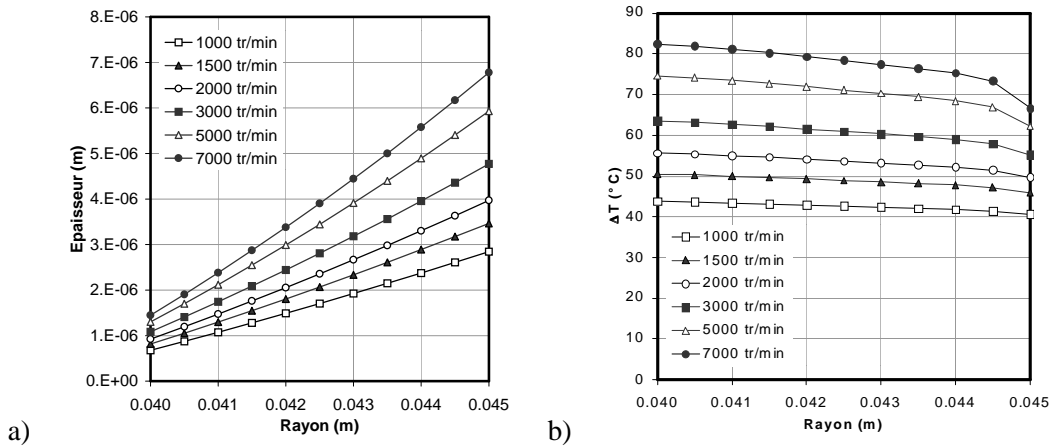 8.E-06
7.E-06
6.E-06
5.E-06
4.E-06
3.E-06
2.E-06
1.E-06
0.E+00
Epaisseur (m)
1000 tr/min
1500 tr/min
2000 tr/min
3000 tr/min
5000 tr/min
7000 tr/min
0.040 0.041 0.042 0.043 0.044 0.045
Rayon (m)
a)
90
80
70
60
50
40
30
20
10
0
ΔT (°C)
1000 tr/min
1500 tr/min
2000 tr/min
3000 tr/min
5000 tr/min
7000 tr/min
0.040 0.041 0.042 0.043 0.044 0.045
Rayon (m)
b)